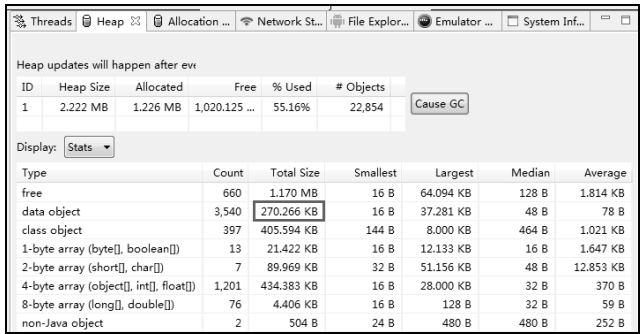 Threads Heap Allocation ... Network St... File Explor... Emulator ... System Inf...
Heap updates will happen after eve
ID Heap Size Allocated Free % Used # Objects
1 2.222 MB 1.226 MB 1,020.125 ... 55.16% 22,854 Cause GC
Display: Stats
Type Count Total Size Smallest Largest Median Average
free 660 1.170 MB 16 B 64.094 KB 128 B 1.814 KB
data object 3,540 270.266 KB 16 B 37.281 KB 48 B 78 B
class object 397 405.594 KB 144 B 8.000 KB 464 B 1.021 KB
1-byte array (byte[], boolean[]) 13 21.422 KB 16 B 12.133 KB 16 B 1.647 KB
2-byte array (short[], char[]) 7 89.969 KB 32 B 51.156 KB 48 B 12.853 KB
4-byte array (object[], int[], float[]) 1,201 434.383 KB 16 B 28.000 KB 32 B 370 B
8-byte array (long[], double[]) 76 4.406 KB 16 B 128 B 32 B 59 B
non-Java object 2 504 B 24 B 480 B 480 B 252 B